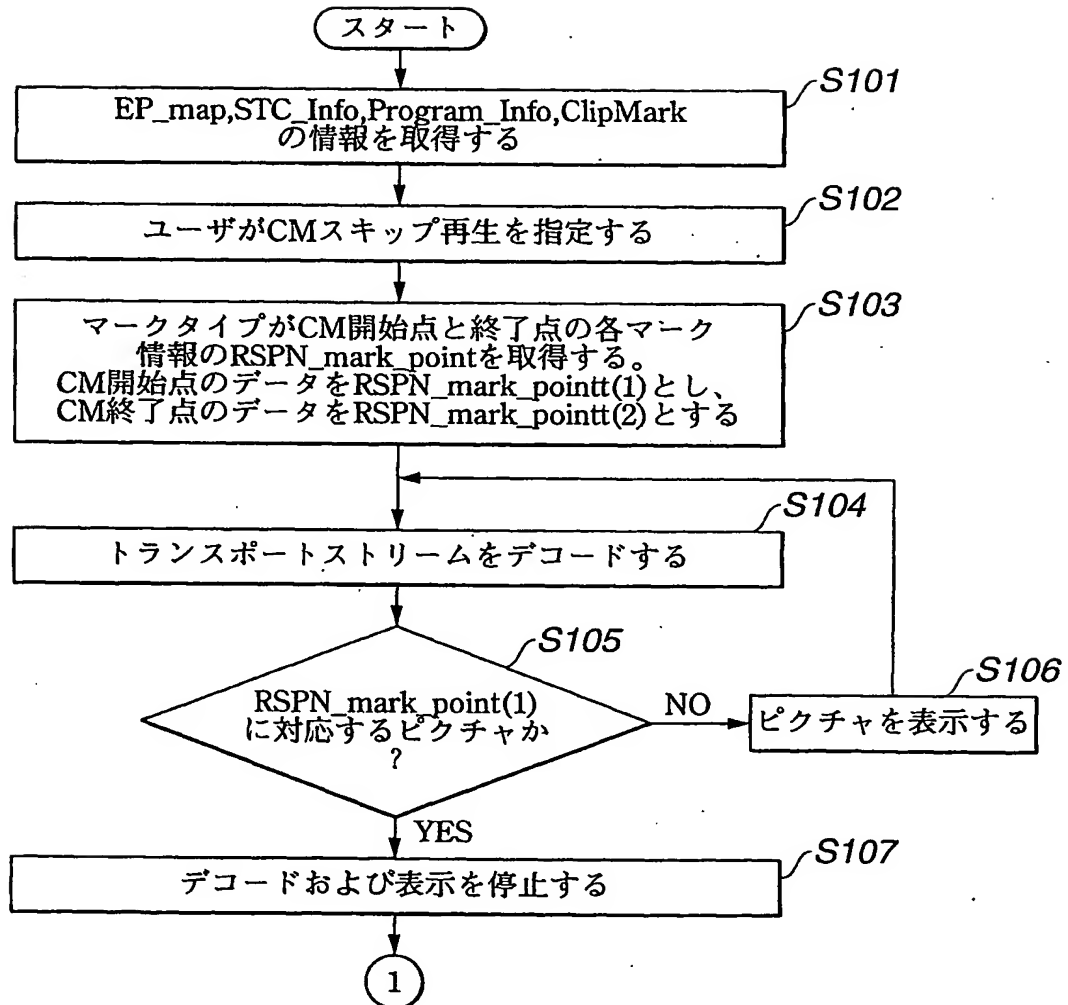 スタート
S101
EP_map,STC_Info,Program_Info,ClipMark
の情報を取得する
S102
ユーザがCMスキップ再生を指定する
S103
マークタイプがCM開始点と終了点の各マーク
情報のRSPN_mark_pointを取得する。
CM開始点のデータをRSPN_mark_pointt(1)とし、
CM終了点のデータをRSPN_mark_pointt(2)とする
S104
トランスポートストリームをデコードする
S105
RSPN_mark_point(1)
に対応するピクチャか
?
NO
S106
ピクチャを表示する
YES
S107
デコードおよび表示を停止する
1